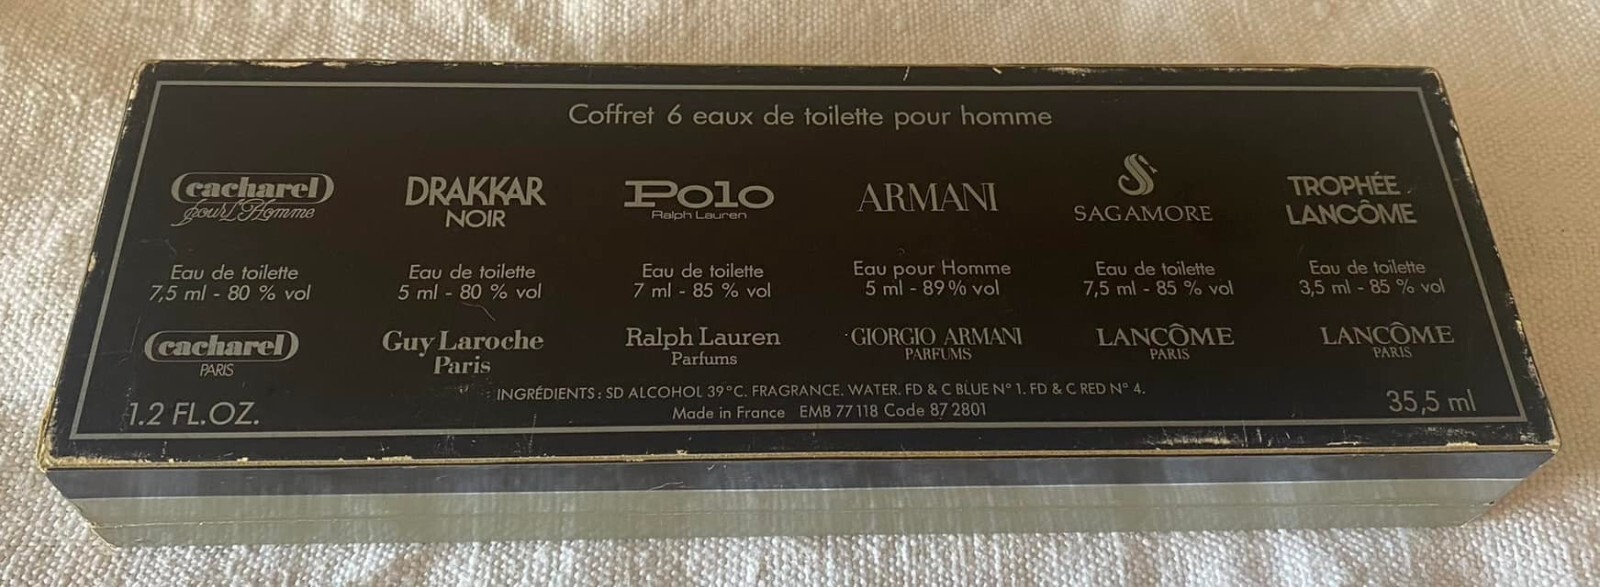 Coffret 6 eaux de toilette pour homme
cacharel
pour l'Homme
DRAKKAR
NOIR
Polo
Ralph Lauren
ARMANI
S
SAGAMORE
TROPHÉE
LANCÔME
Eau de toilette
7,5 ml - 80 % vol
Eau de toilette
5 ml - 80 % vol
Eau de toilette
7 ml - 85 % vol
Eau pour Homme
5 ml - 89 % vol
Eau de toilette
7,5 ml - 85 % vol
Eau de toilette
3,5 ml - 85 % vol
cacharel
PARIS
Guy Laroche
Paris
Ralph Lauren
Parfums
GIORGIO ARMANI
PARFUMS
LANCÔME
PARIS
LANCÔME
PARIS
INGRÉDIENTS : SD ALCOHOL 39°C. FRAGRANCE. WATER. FD & C BLUE N° 1. FD & C RED N° 4.
1.2 FL.OZ.
Made in France EMB 77 118 Code 87 2801
35,5 ml